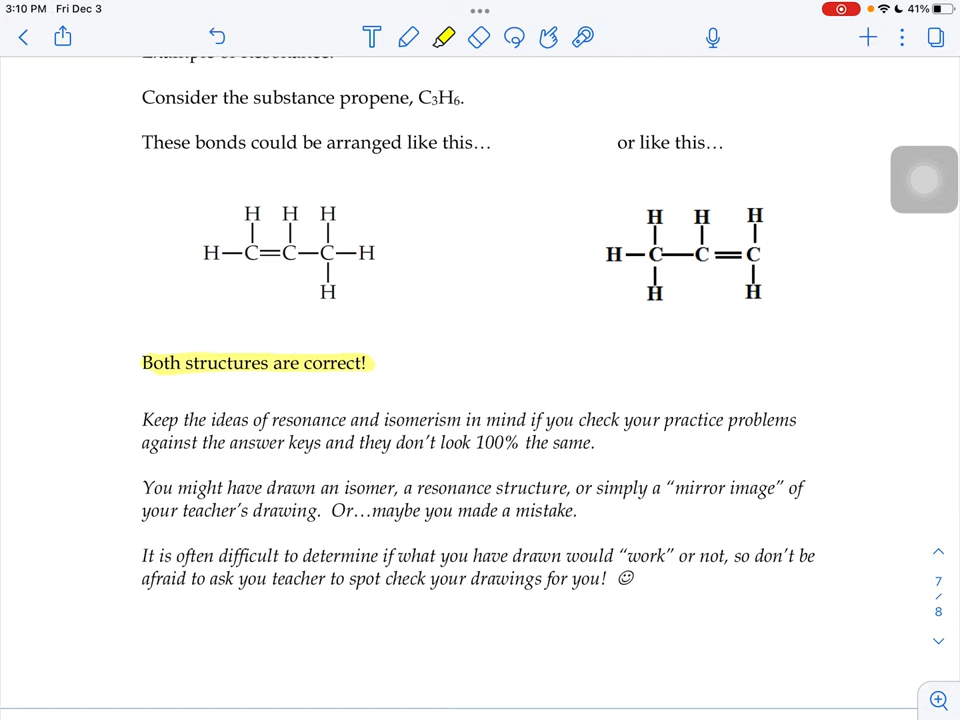 3:10 PM Fri Dec 3
41%
T
Example of Resonance:
Consider the substance propene, C₃H₆.
These bonds could be arranged like this… or like this…
H H H
H—C=C—C—H
H
H H H
H—C—C=C
H H
Both structures are correct!
Keep the ideas of resonance and isomerism in mind if you check your practice problems
against the answer keys and they don't look 100% the same.
You might have drawn an isomer, a resonance structure, or simply a “mirror image” of
your teacher's drawing. Or…maybe you made a mistake.
It is often difficult to determine if what you have drawn would “work” or not, so don't be
afraid to ask you teacher to spot check your drawings for you! ☺
7
/
8